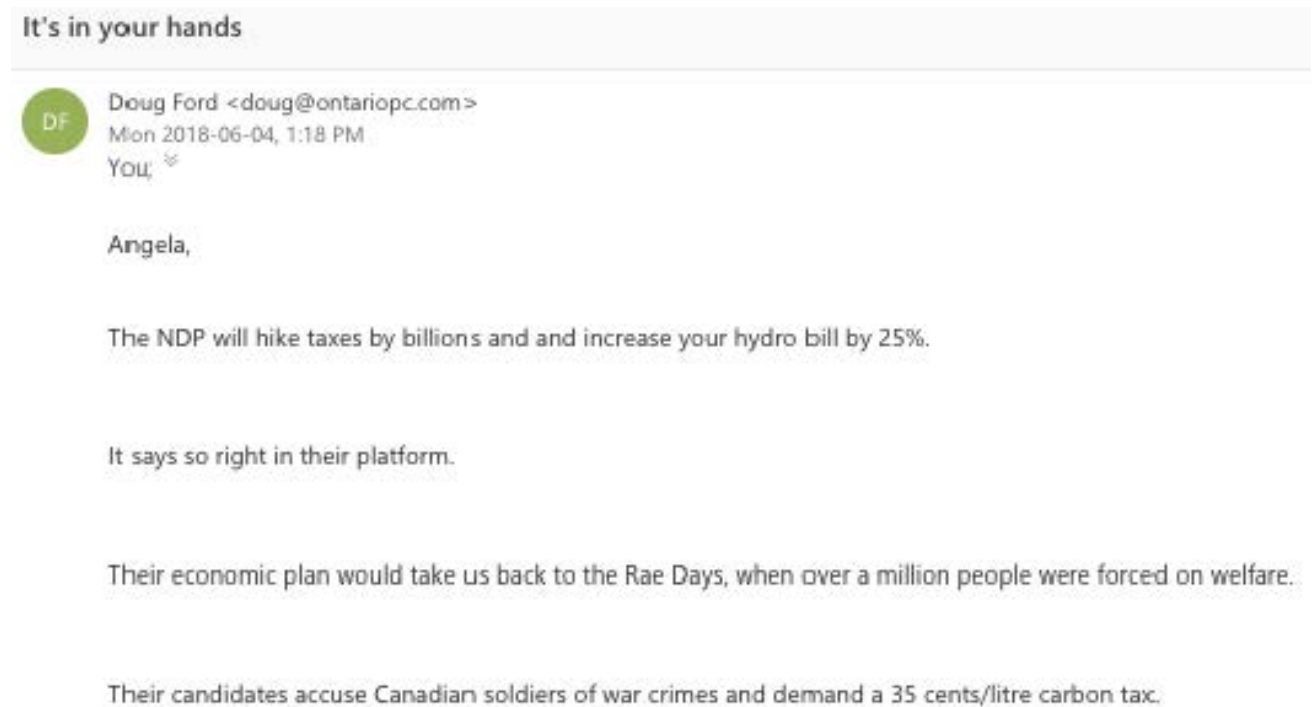 It's in your hands
DF
Doug Ford <doug@ontariopc.com>
Mon 2018-06-04, 1:18 PM
You;
Angela,
The NDP will hike taxes by billions and and increase your hydro bill by 25%.
It says so right in their platform.
Their economic plan would take us back to the Rae Days, when over a million people were forced on welfare.
Their candidates accuse Canadian soldiers of war crimes and demand a 35 cents/litre carbon tax.